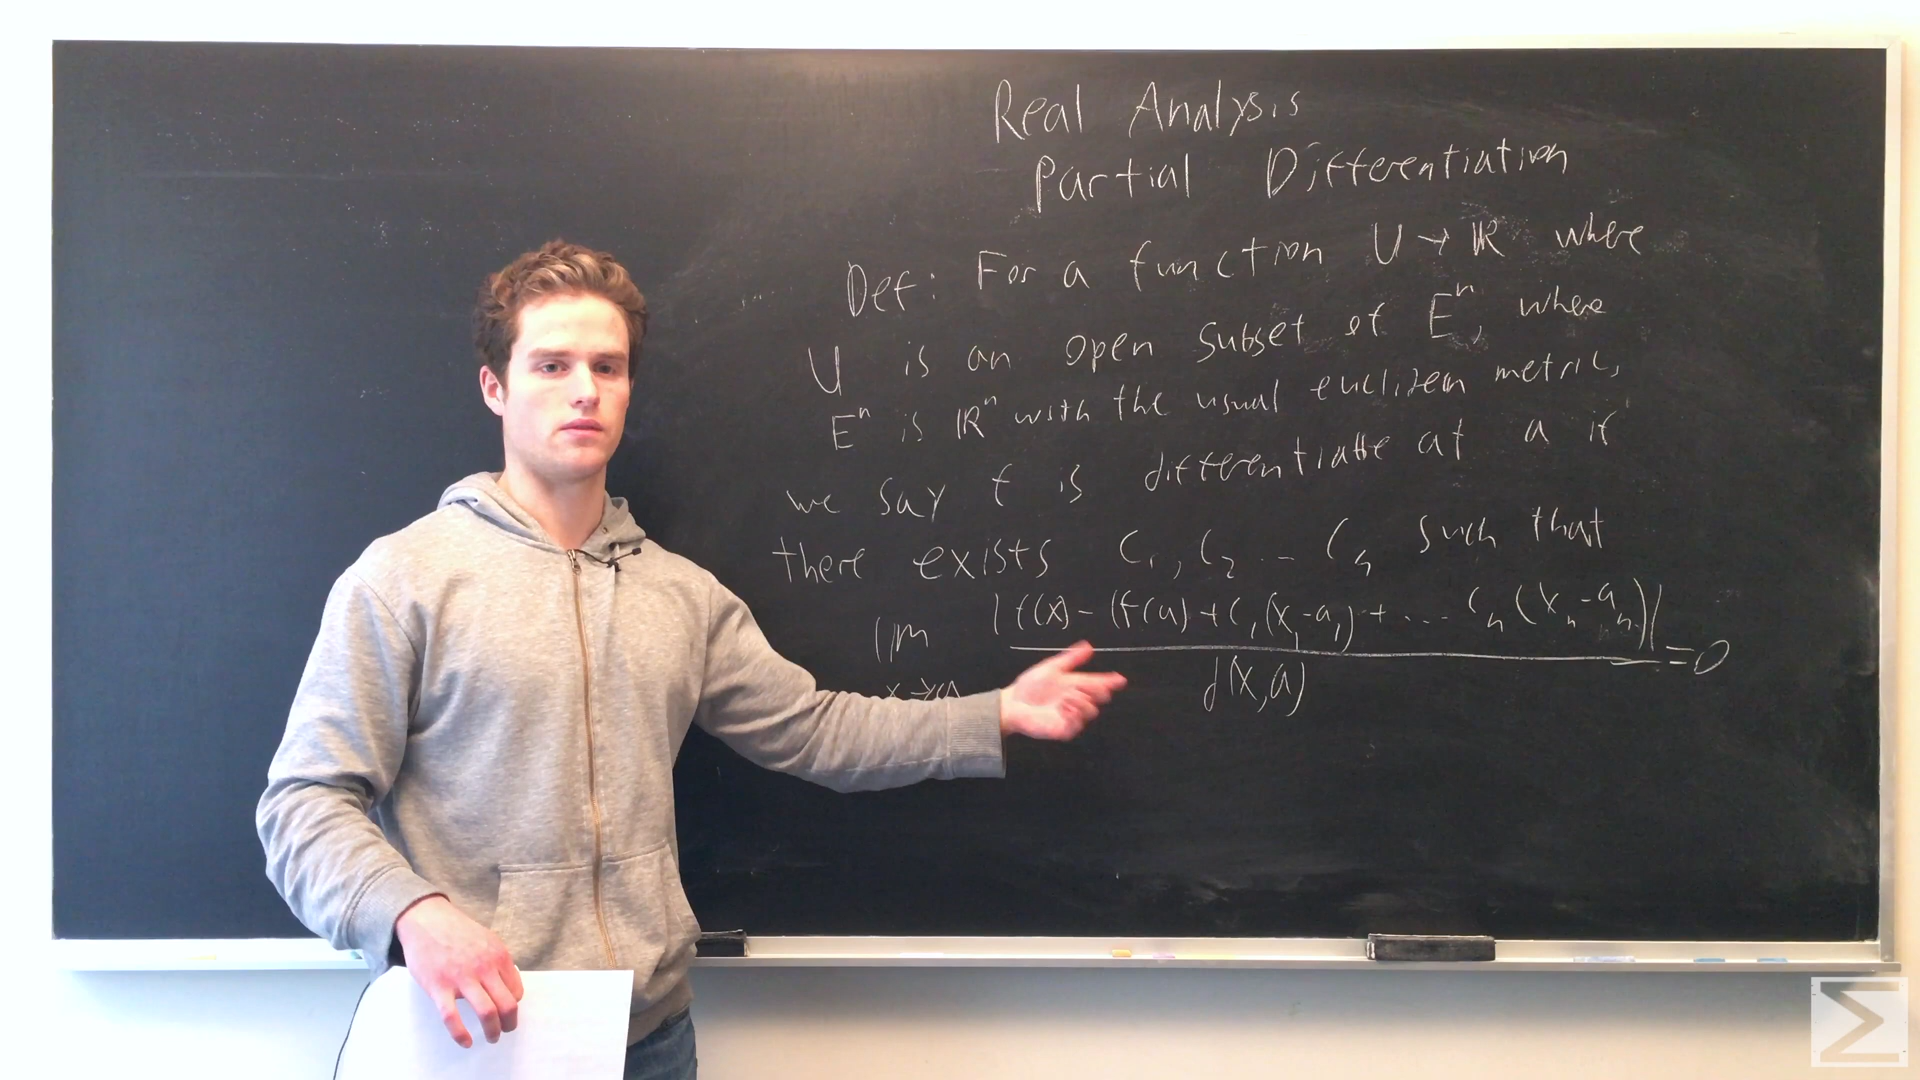 Real Analysis
Partial Differentiation
Def: For a function U → ℝ where
U is an open subset of Eⁿ, where
Eⁿ is ℝⁿ with the usual euclidean metric,
we say f is differentiable at a if
there exists C₁, C₂ ... Cₙ such that
lim |f(x) - (f(a) + C₁(x₁-a₁) + ... Cₙ(xₙ-aₙ)| = 0
x→a d(x,a)
Σ